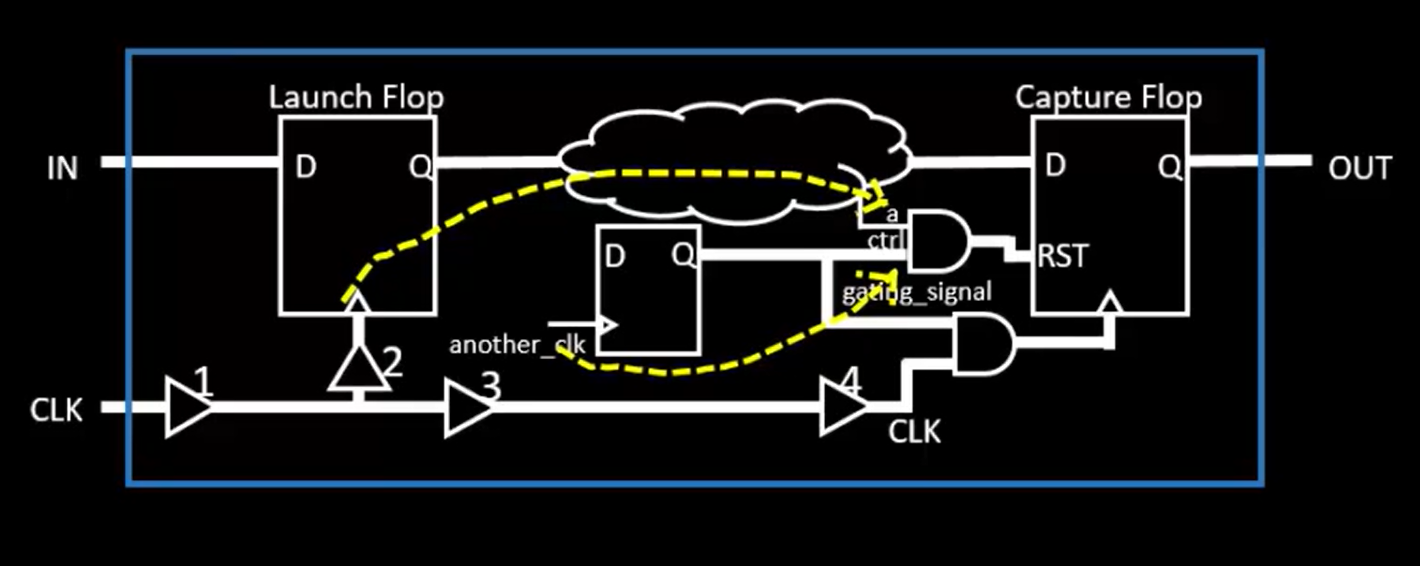 Launch Flop
Capture Flop
IN
D
Q
D
Q
OUT
a
ctrl
D
Q
RST
gating_signal
another_clk
2
1
3
4
CLK
CLK